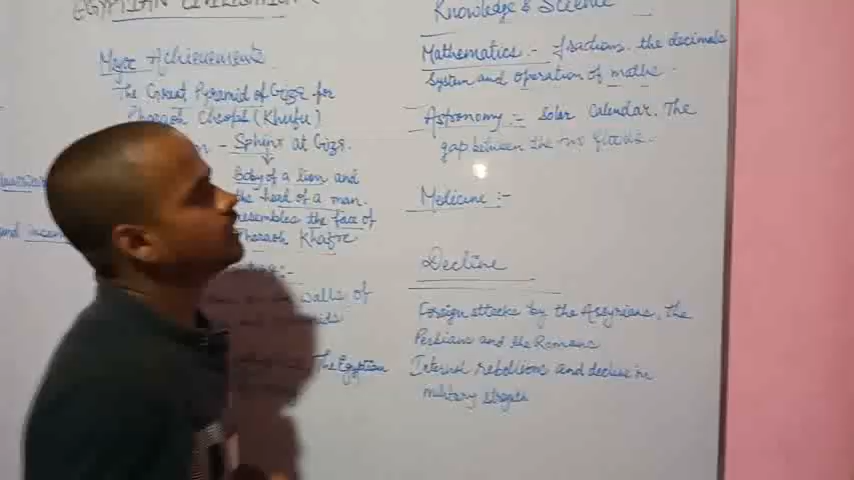 EGYPTIAN CIVILISATION
Major Achievements
The Great Pyramid of Giza for
Pharaoh Cheops (Khufu)
- Sphinx at Giza.
Body of a lion and
the head of a man.
resembles the face of
Pharaoh Khafre
walls of
The Egyptian
Knowledge & Science
Mathematics :- fractions. the decimals
system and operation of maths.
Astronomy :- Solar Calendar. The
gap between the two floods.
Medicine :-
Decline
Foreign attacks by the Assyrians, the
Persians and the Romans
Internal rebellions and decline in
military strength